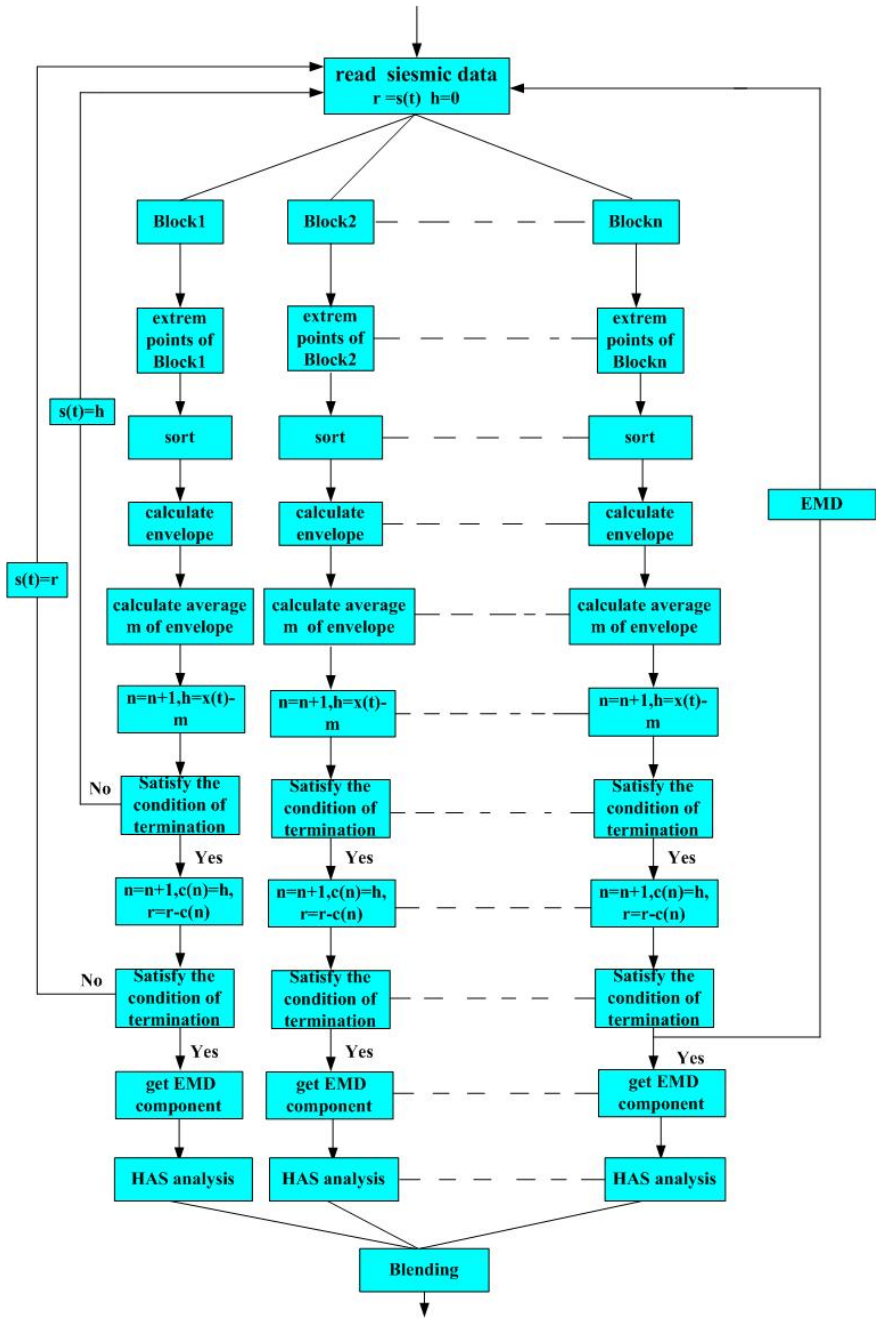 read siesmic data
r =s(t) h=0
Block1
Block2
Blockn
extrem
points of
Block1
extrem
points of
Block2
extrem
points of
Blockn
s(t)=h
sort
sort
sort
calculate
envelope
calculate
envelope
calculate
envelope
EMD
s(t)=r
calculate average
m of envelope
calculate average
m of envelope
calculate average
m of envelope
n=n+1,h=x(t)-
m
n=n+1,h=x(t)-
m
n=n+1,h=x(t)-
m
No
Satisfy the
condition of
termination
Satisfy the
condition of
termination
Satisfy the
condition of
termination
Yes
Yes
Yes
n=n+1,c(n)=h,
r=r-c(n)
n=n+1,c(n)=h,
r=r-c(n)
n=n+1,c(n)=h,
r=r-c(n)
No
Satisfy the
condition of
termination
Satisfy the
condition of
termination
Satisfy the
condition of
termination
Yes
Yes
Yes
get EMD
component
get EMD
component
get EMD
component
HAS analysis
HAS analysis
HAS analysis
Blending